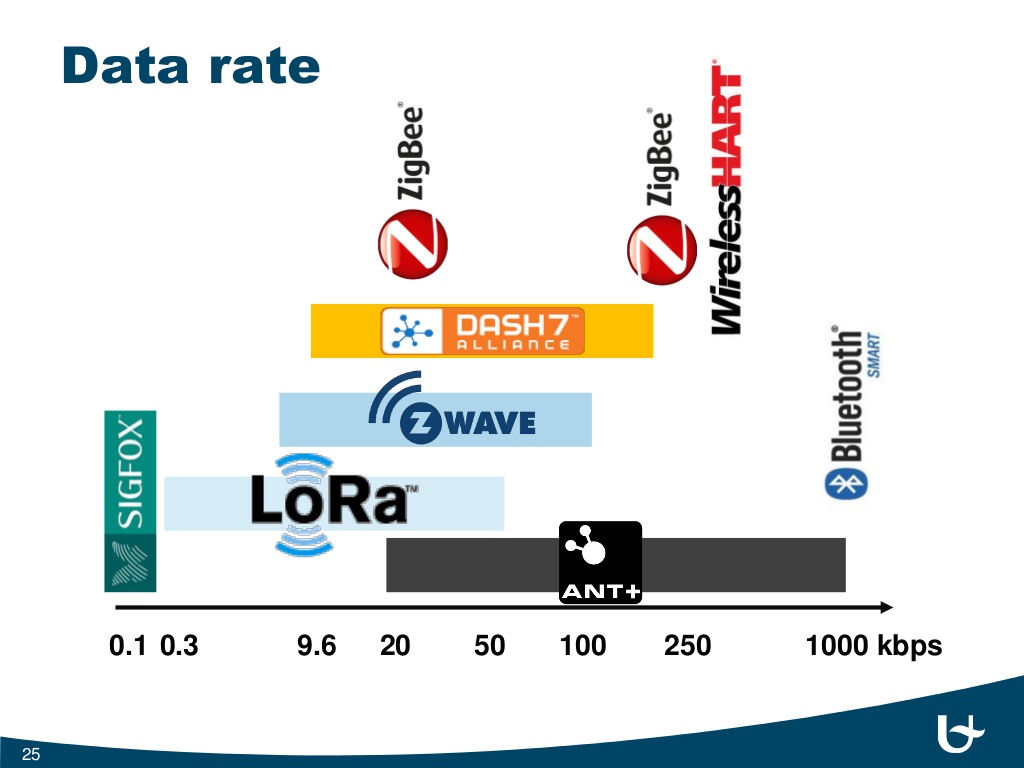 Data rate
ZigBee®
ZigBee®
WirelessHART®
DASH7™
ALLIANCE
Bluetooth®
SMART
Z WAVE
SIGFOX
LoRa™
ANT+
0.1 0.3 9.6 20 50 100 250 1000 kbps
25